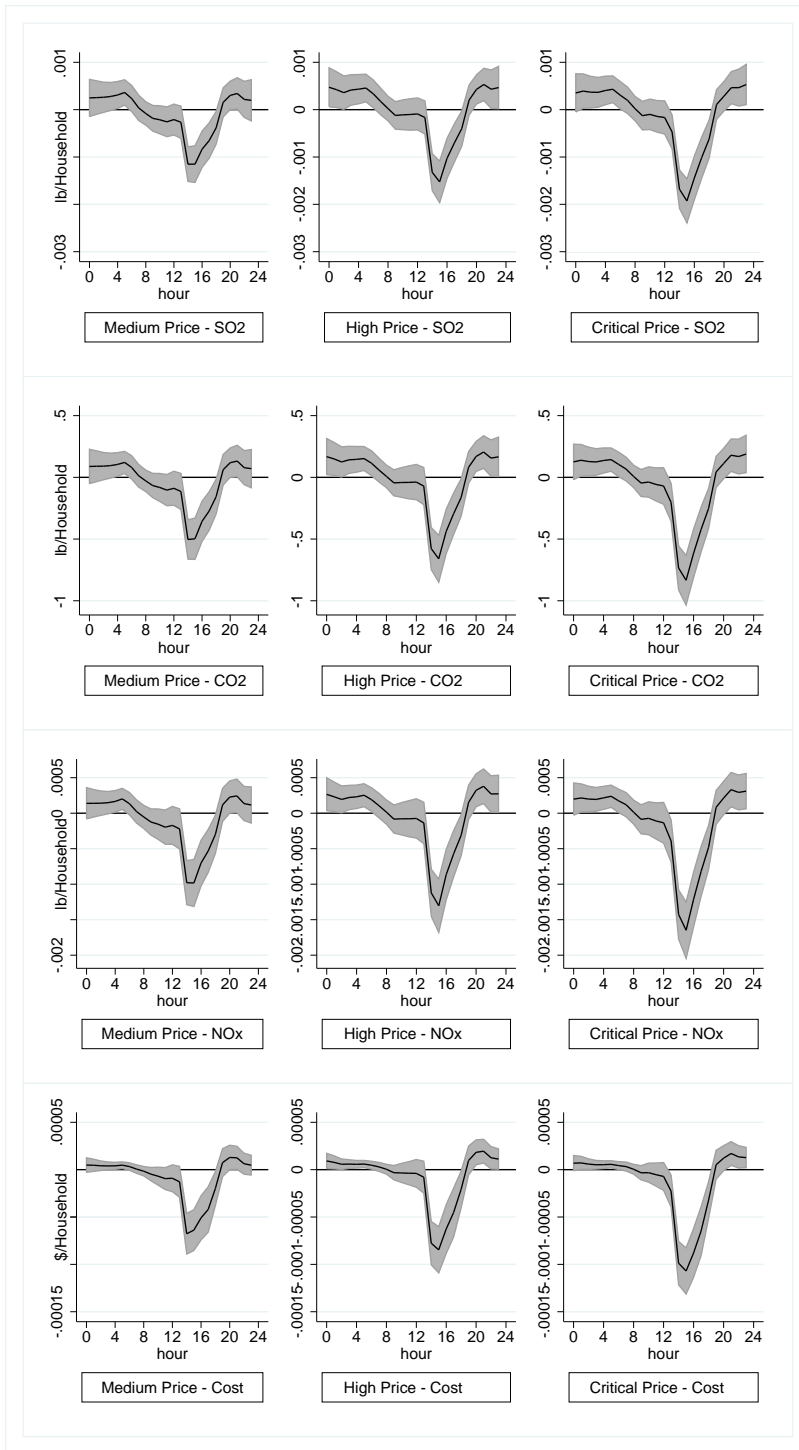 .001 .001 .001
0 0
-.001 -.001
-.002 -.002
-.003 -.003 -.003
lb/Household
0 4 8 12 16 20 24 0 4 8 12 16 20 24 0 4 8 12 16 20 24
hour hour hour
Medium Price - SO2 High Price - SO2 Critical Price - SO2
.5 .5 .5
0 0
-.5 -.5
-1 -1 -1
lb/Household
0 4 8 12 16 20 24 0 4 8 12 16 20 24 0 4 8 12 16 20 24
hour hour hour
Medium Price - CO2 High Price - CO2 Critical Price - CO2
.0005 .0005 .0005
0 0 0
-.0005 -.0005
-.001 -.001
-.0015 -.0015
-.002 -.002 -.002
lb/Household
0 4 8 12 16 20 24 0 4 8 12 16 20 24 0 4 8 12 16 20 24
hour hour hour
Medium Price - NOx High Price - NOx Critical Price - NOx
.00005 .00005 .00005
0 0
-.00005 -.00005
-.0001 -.0001
-.00015 -.00015 -.00015
$/Household
0 4 8 12 16 20 24 0 4 8 12 16 20 24 0 4 8 12 16 20 24
hour hour hour
Medium Price - Cost High Price - Cost Critical Price - Cost